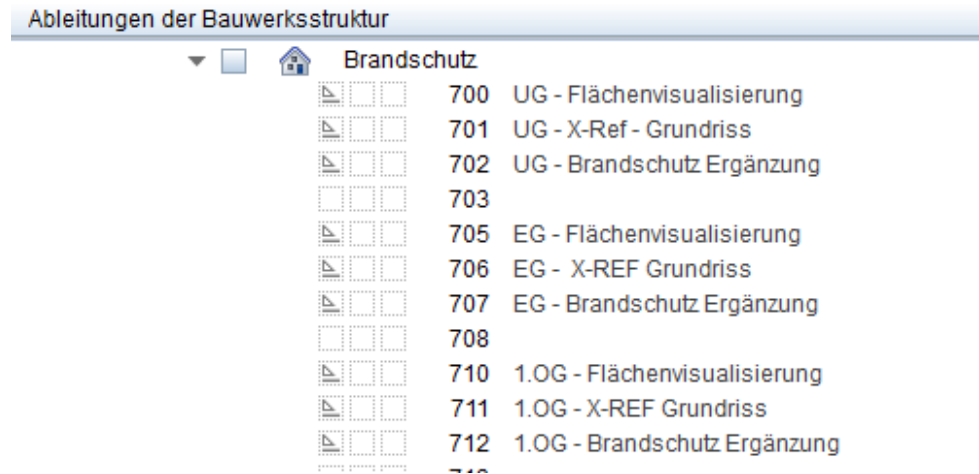 Ableitungen der Bauwerksstruktur
Brandschutz
700 UG - Flächenvisualisierung
701 UG - X-Ref - Grundriss
702 UG - Brandschutz Ergänzung
703
705 EG - Flächenvisualisierung
706 EG -  X-REF Grundriss
707 EG - Brandschutz Ergänzung
708
710 1.OG - Flächenvisualisierung
711 1.OG - X-REF Grundriss
712 1.OG - Brandschutz Ergänzung